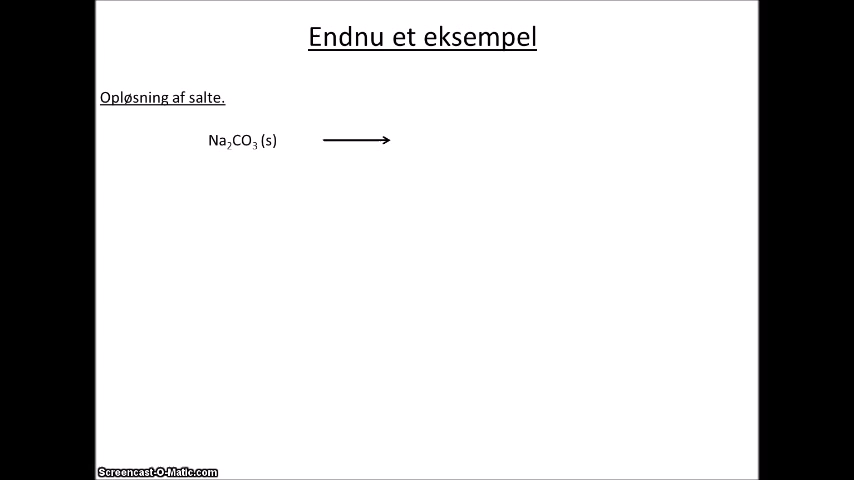 Endnu et eksempel
Opløsning af salte.
Na₂CO₃ (s) ⟶
Screencast-O-Matic.com